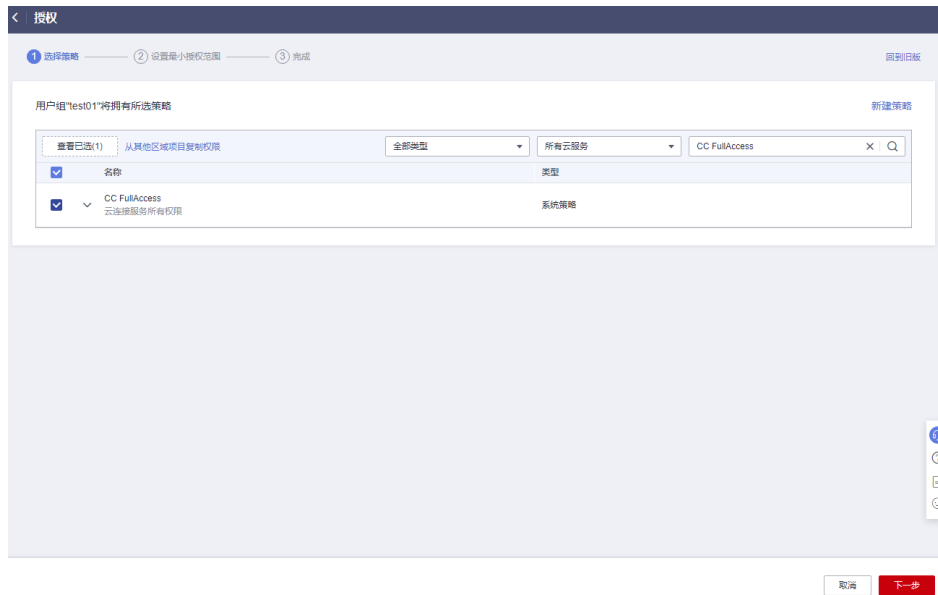 授权
1 选择策略 2 设置最小授权范围 3 完成 回到旧版
用户组"test01"将拥有所选策略 新建策略
查看已选(1) 从其他区域项目复制权限 全部类型 所有云服务 CC FullAccess
名称 类型
CC FullAccess 系统策略
云连接服务所有权限
取消 下一步